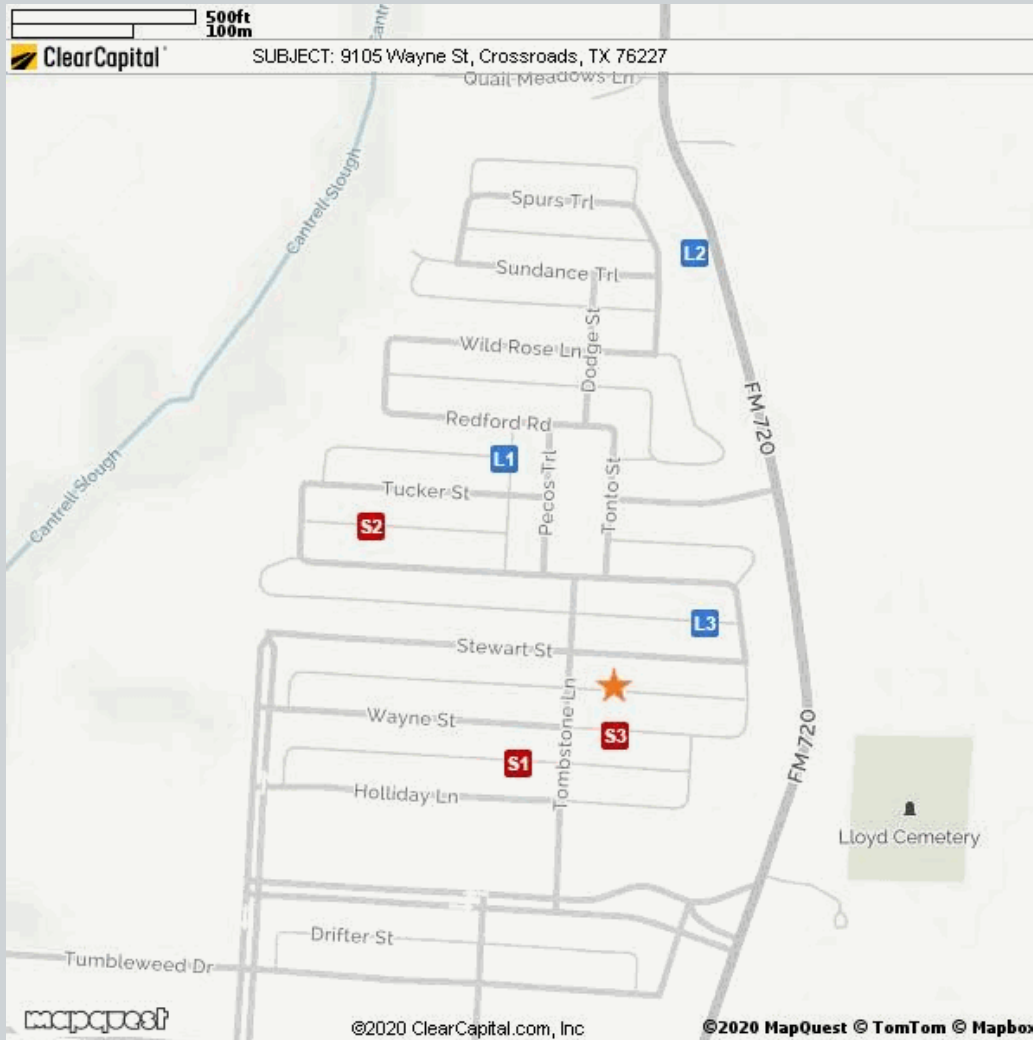 500ft
100m
ClearCapital
SUBJECT: 9105 Wayne St, Crossroads, TX 76227
Cantr
Quail Meadows Ln
Cantrell Slough
Spurs Trl
L2
Sundance Trl
Dodge St
Wild Rose Ln
FM 720
Redford Rd
L1
Pecos Trl
Tonto St
Cantrell Slough
Tucker St
S2
L3
Stewart St
Tombstone Ln
Wayne St
S3
FM 720
S1
Holliday Ln
Lloyd Cemetery
Drifter St
Tumbleweed Dr
mapquest
©2020 ClearCapital.com, Inc
©2020 MapQuest © TomTom © Mapbox